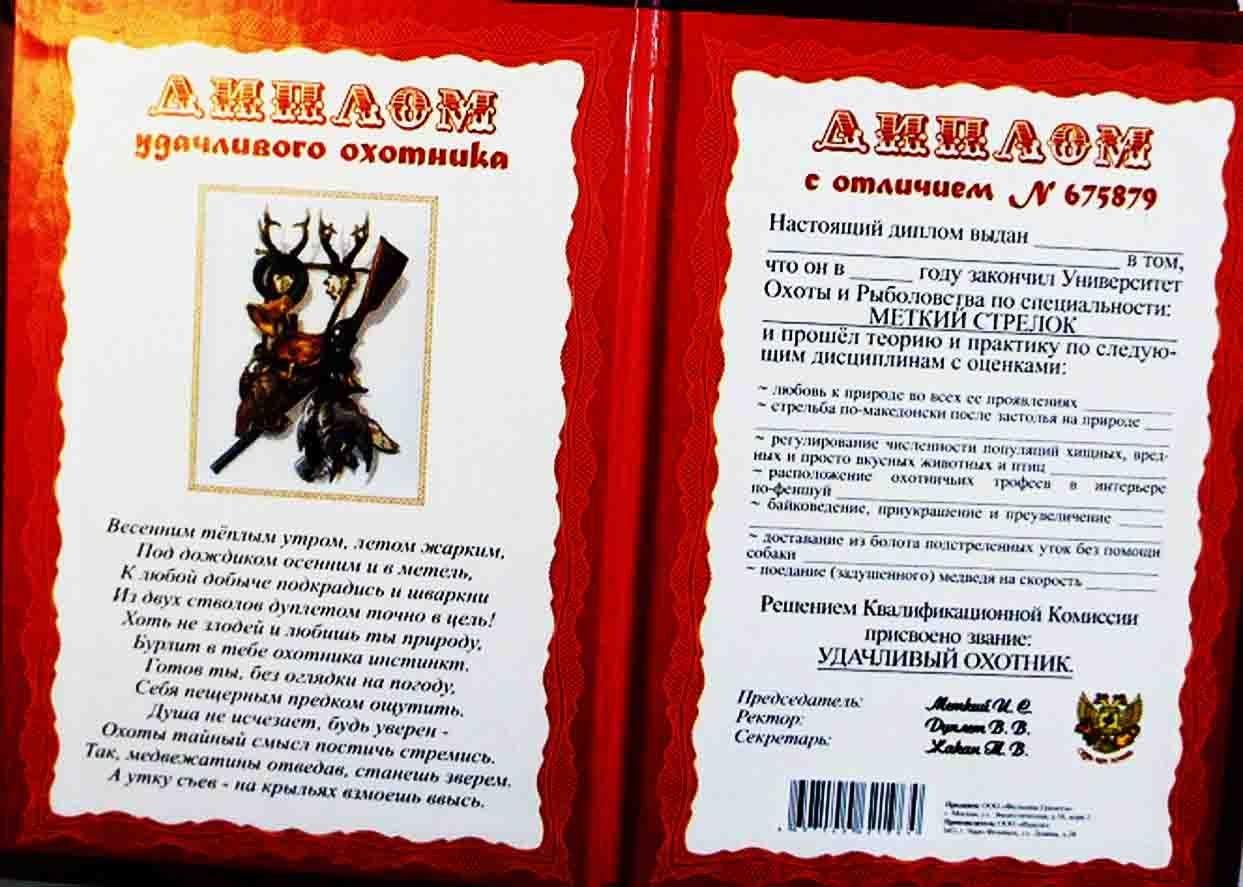 ДИПЛОМ
удачливого охотника
Весенним тёплым утром, летом жарким,
Под дождиком осенним и в метель,
К любой добыче подкрадись и шваркни
Из двух стволов дуплетом точно в цель!
Хоть не злодей и любишь ты природу,
Бурлит в тебе охотника инстинкт.
Готов ты, без оглядки на погоду,
Себя пещерным предком ощутить.
Душа не исчезает, будь уверен -
Охоты тайный смысл постичь стремись.
Так, медвежатины отведав, станешь зверем.
А утку съев - на крыльях взмоешь ввысь.
ДИПЛОМ
с отличием N 675879
Настоящий диплом выдан
в том,
что он в ______ году закончил Университет
Охоты и Рыболовства по специальности:
МЕТКИЙ СТРЕЛОК
и прошёл теорию и практику по следую-
щим дисциплинам с оценками:
~ любовь к природе во всех ее проявлениях
~ стрельба по-македонски после застолья на природе
~ регулирование численности популяций хищных, вред-
ных и просто вкусных животных и птиц
~ расположение охотничьих трофеев в интерьере
по-феншуй
~ байковедение, приукрашение и преувеличение
~ доставание из болота подстреленных уток без помощи
собаки
~ поедание (задушенного) медведя на скорость
Решением Квалификационной Комиссии
присвоено звание:
УДАЧЛИВЫЙ ОХОТНИК.
Председатель: Меткий И. С.
Ректор: Дуплет В. В.
Секретарь: Хакан Т. В.